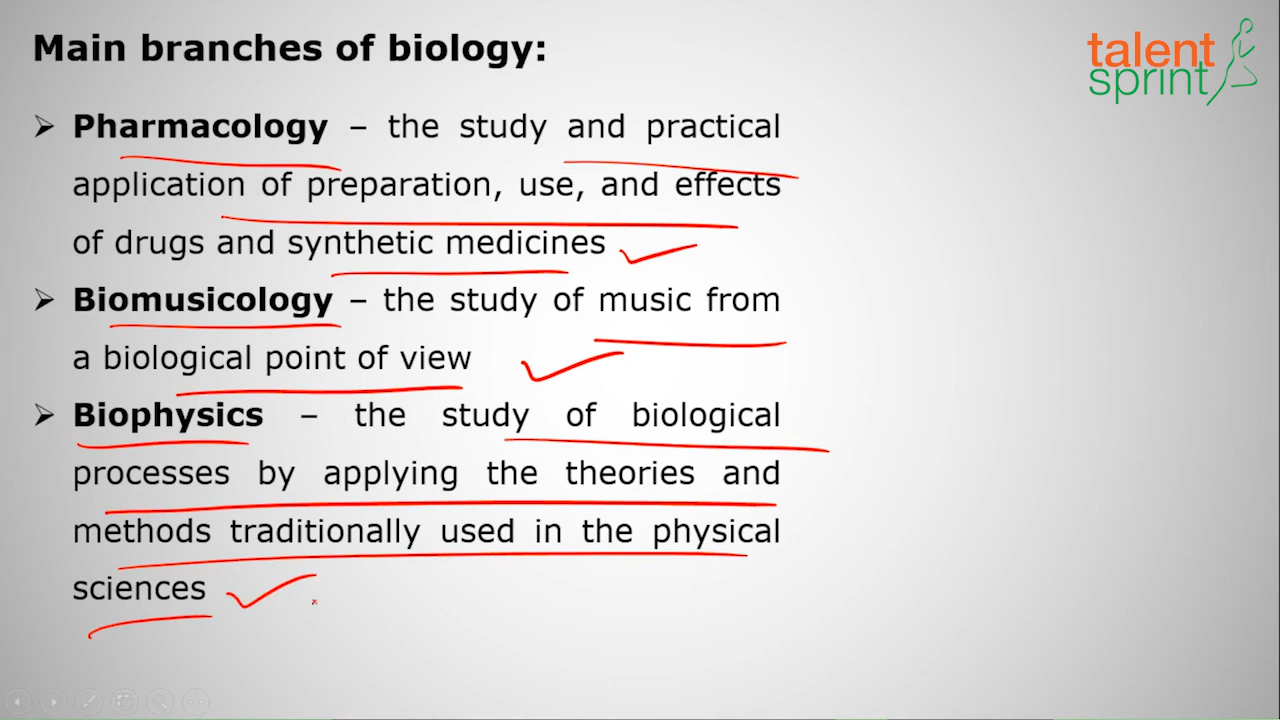 Main branches of biology:
talent
sprint
➢ Pharmacology – the study and practical
application of preparation, use, and effects
of drugs and synthetic medicines
➢ Biomusicology – the study of music from
a biological point of view
➢ Biophysics – the study of biological
processes by applying the theories and
methods traditionally used in the physical
sciences